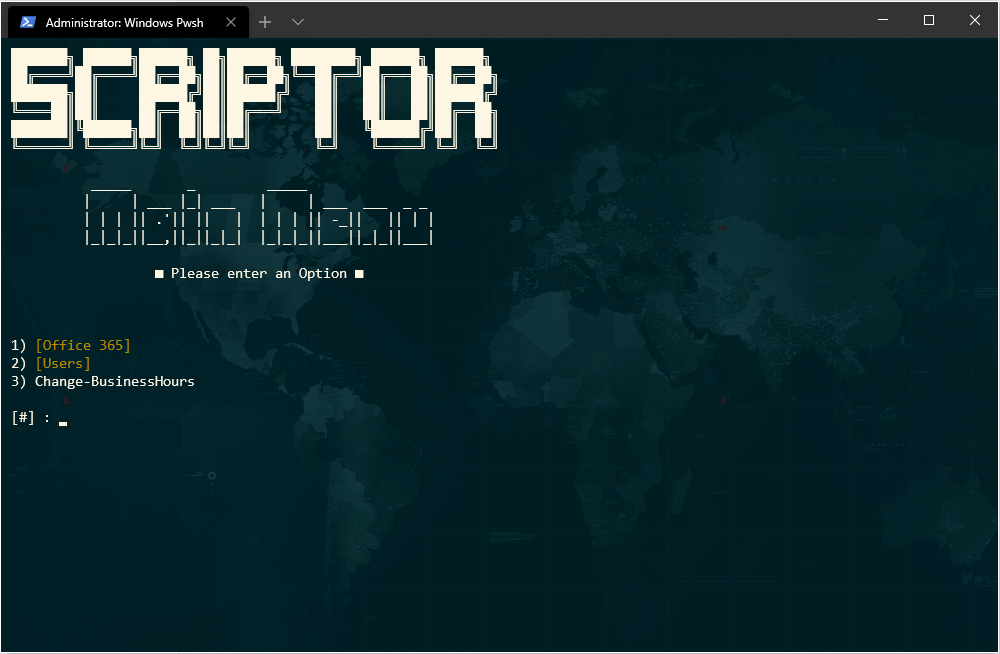 Administrator: Windows Pwsh
SCRIPTOR
Main Menu
■ Please enter an Option ■
1) [Office 365]
2) [Users]
3) Change-BusinessHours
[#] : _